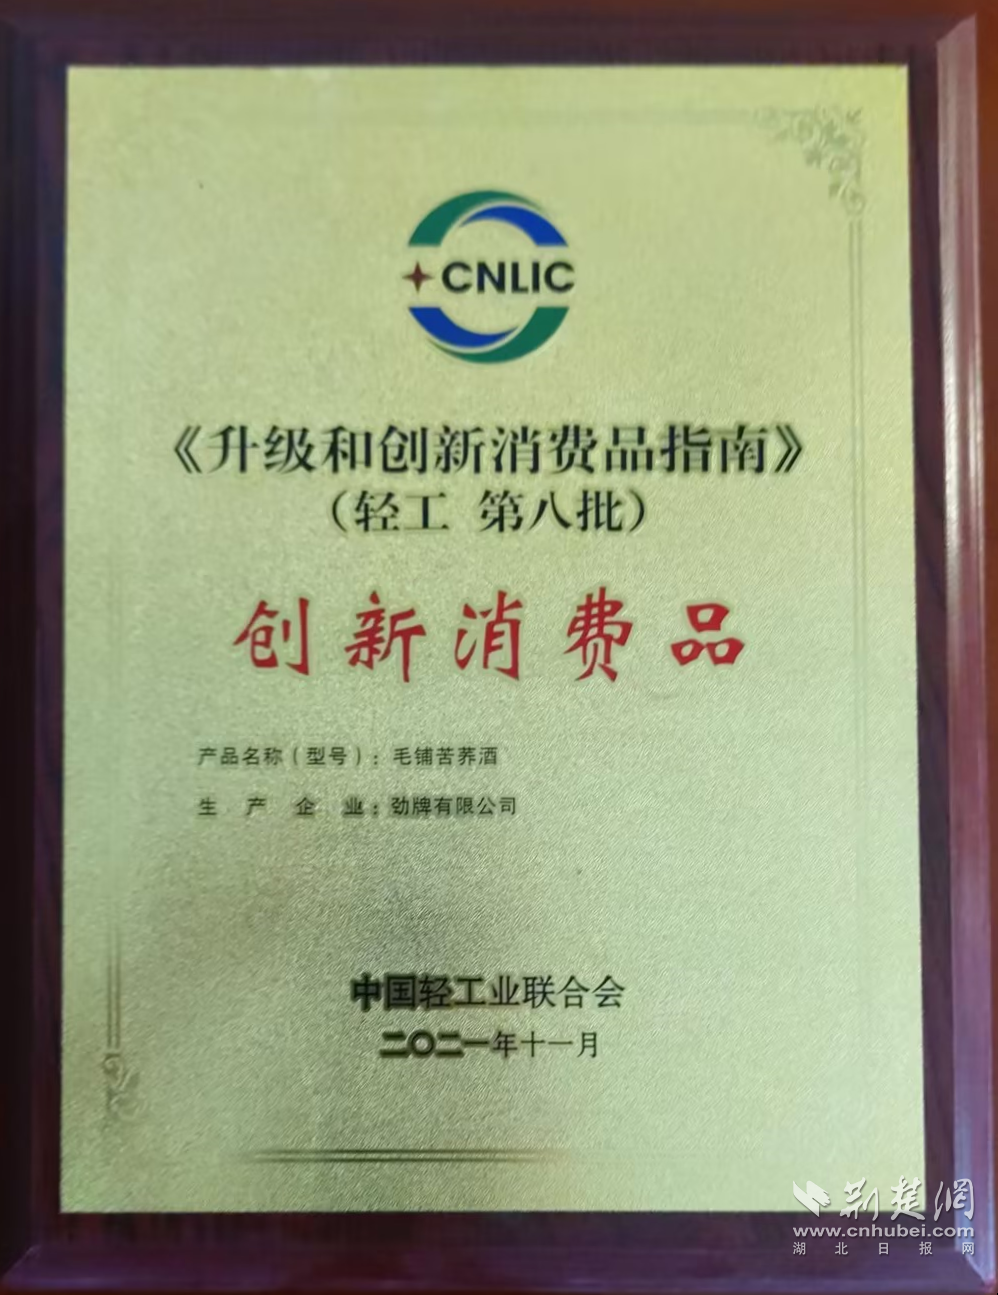 CNLIC
《升级和创新消费品指南》
（轻工 第八批）
创新消费品
产品名称（型号）：毛铺苦荞酒
生产企业：劲牌有限公司
中国轻工业联合会
二〇二一年十一月
荆楚网
www.cnhubei.com
湖北日报网